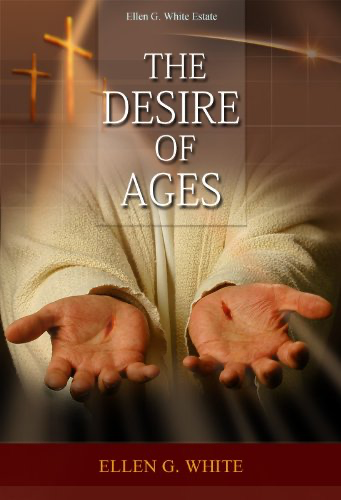 Ellen G. White Estate
THE
DESIRE
OF
AGES
ELLEN G. WHITE